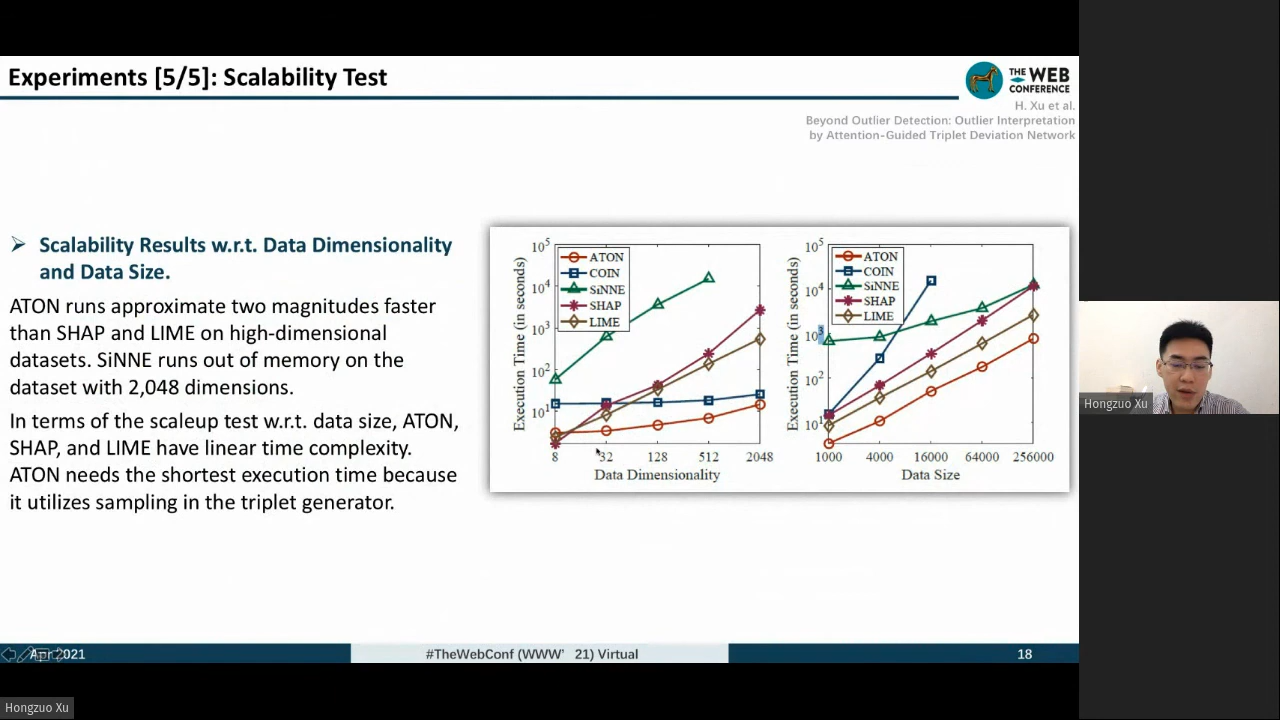 Experiments [5/5]: Scalability Test
THE WEB
CONFERENCE
H. Xu et al.
Beyond Outlier Detection: Outlier Interpretation
by Attention-Guided Triplet Deviation Network
➢ Scalability Results w.r.t. Data Dimensionality
and Data Size.
ATON runs approximate two magnitudes faster
than SHAP and LIME on high-dimensional
datasets. SiNNE runs out of memory on the
dataset with 2,048 dimensions.
In terms of the scaleup test w.r.t. data size, ATON,
SHAP, and LIME have linear time complexity.
ATON needs the shortest execution time because
it utilizes sampling in the triplet generator.
Execution Time (in seconds)
10⁵
10⁴
10³
10²
10¹
ATON
COIN
SiNNE
SHAP
LIME
8 32 128 512 2048
Data Dimensionality
Execution Time (in seconds)
10⁵
10⁴
10³
10²
10¹
ATON
COIN
SiNNE
SHAP
LIME
1000 4000 16000 64000 256000
Data Size
Hongzuo Xu
Apr 2021
#TheWebConf (WWW' 21) Virtual
18
Hongzuo Xu